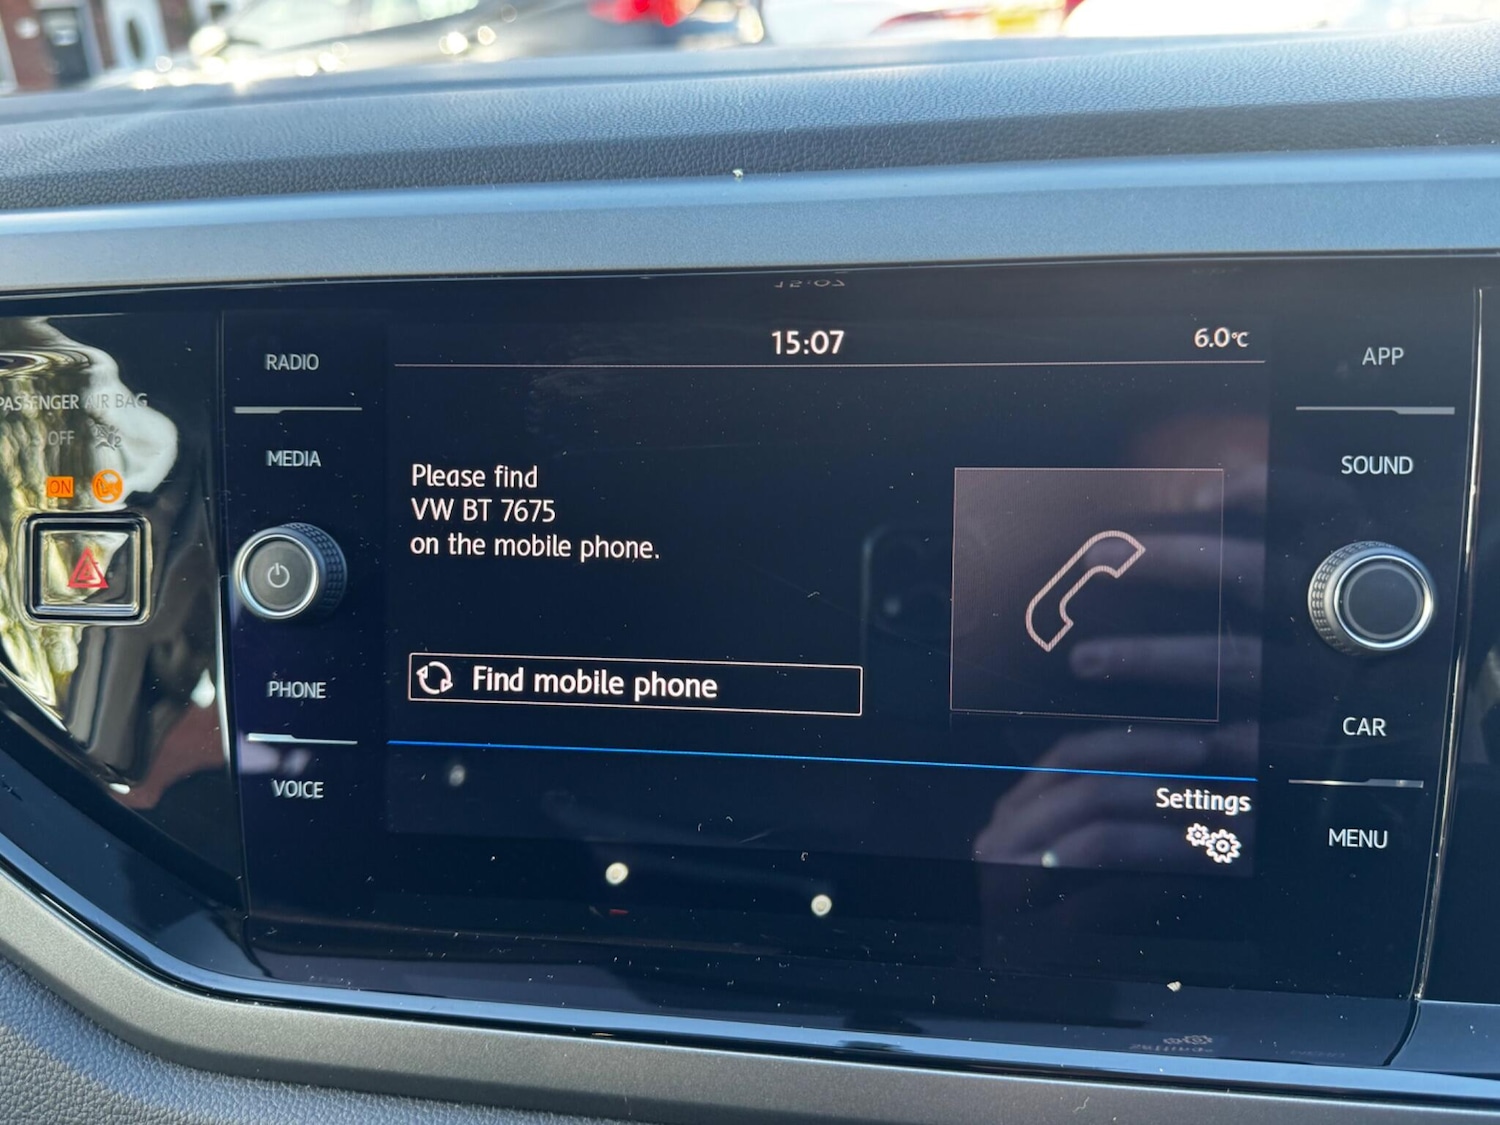 15:07
6.0°C
RADIO
MEDIA
PHONE
VOICE
PASSENGER AIR BAG
OFF
ON
Please find
VW BT 7675
on the mobile phone.
Find mobile phone
Settings
APP
SOUND
CAR
MENU